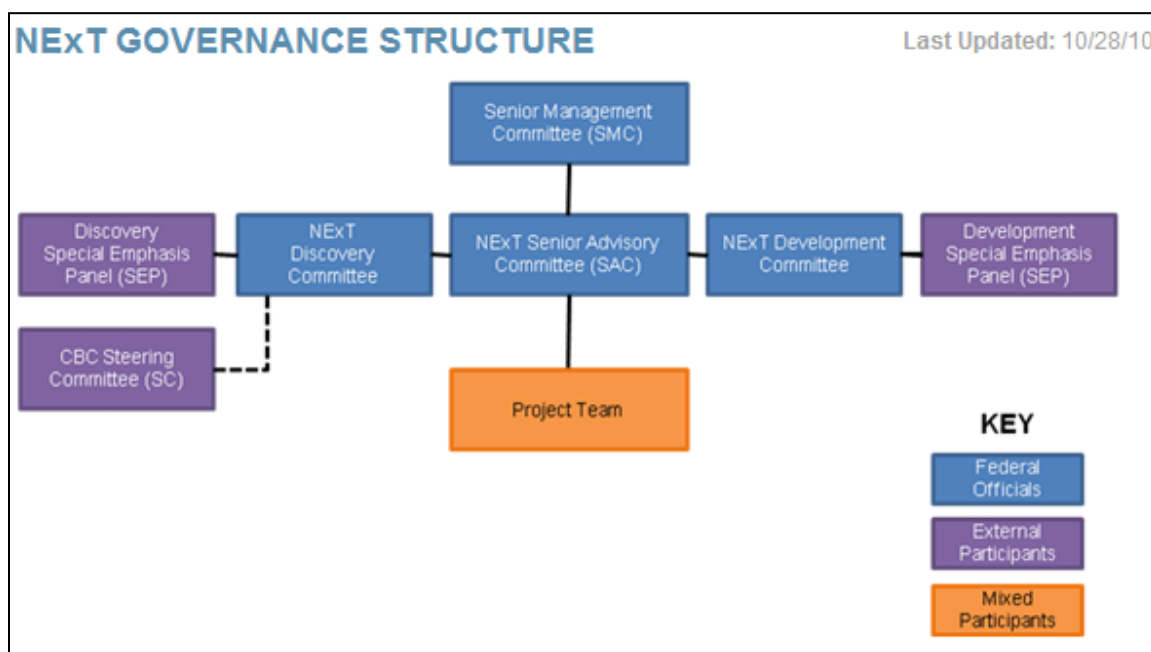 NExT GOVERNANCE STRUCTURE
Last Updated: 10/28/10
Senior Management
Committee (SMC)
Discovery
Special Emphasis
Panel (SEP)
NExT
Discovery
Committee
NExT Senior Advisory
Committee (SAC)
NExT Development
Committee
Development
Special Emphasis
Panel (SEP)
CBC Steering
Committee (SC)
Project Team
KEY
Federal
Officials
External
Participants
Mixed
Participants